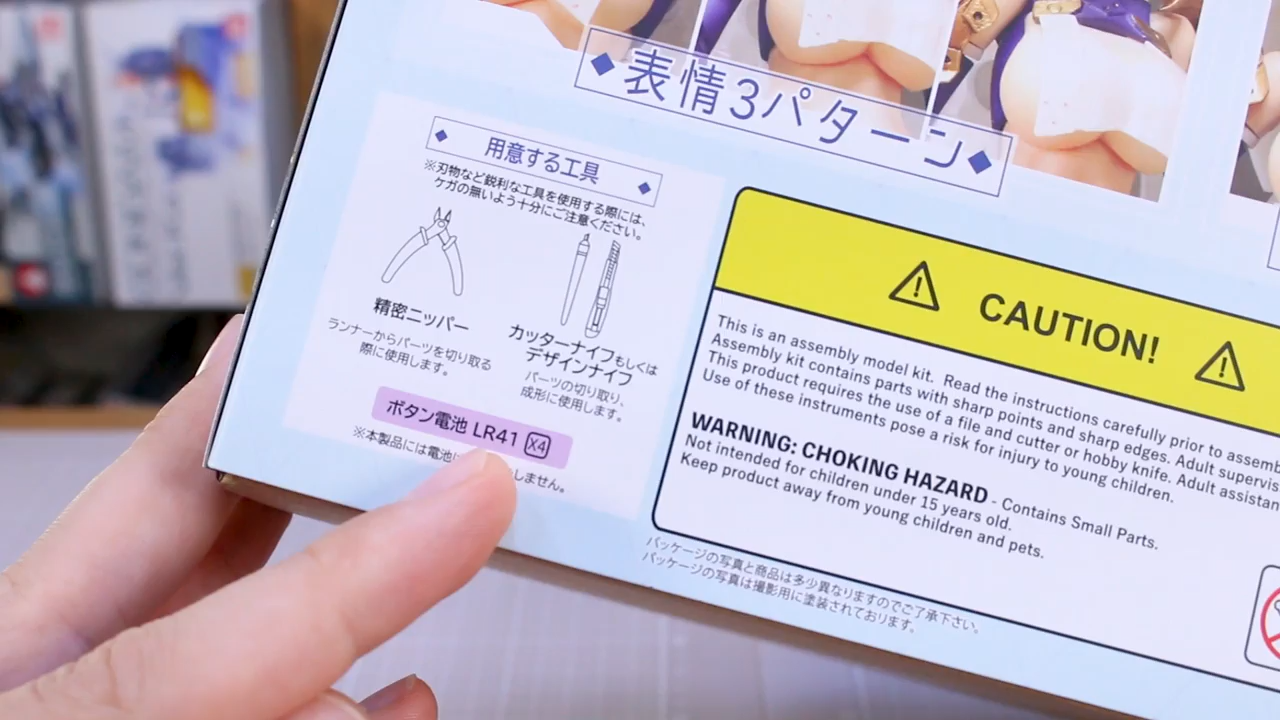 表情3パターン
用意する工具
※刃物など鋭利な工具を使用する際には、
ケガの無いよう十分にご注意ください。
精密ニッパー
ランナーからパーツを切り取る
際に使用します。
カッターナイフもしくは
デザインナイフ
パーツの切り取り、
成形に使用します。
ボタン電池 LR41 X4
※本製品には電池は
しません。
CAUTION!
This is an assembly model kit. Read the instructions carefully prior to
Assembly kit contains parts with sharp points and sharp edges. Adult
This product requires the use of a file and cutter or hobby knife. Adult
Use of these instruments pose a risk for injury to young children.
WARNING: CHOKING HAZARD - Contains Small Parts.
Not intended for children under 15 years old.
Keep product away from young children and pets.
パッケージの写真と商品は多少異なりますのでご了承下さい。
パッケージの写真は撮影用に塗装されております。